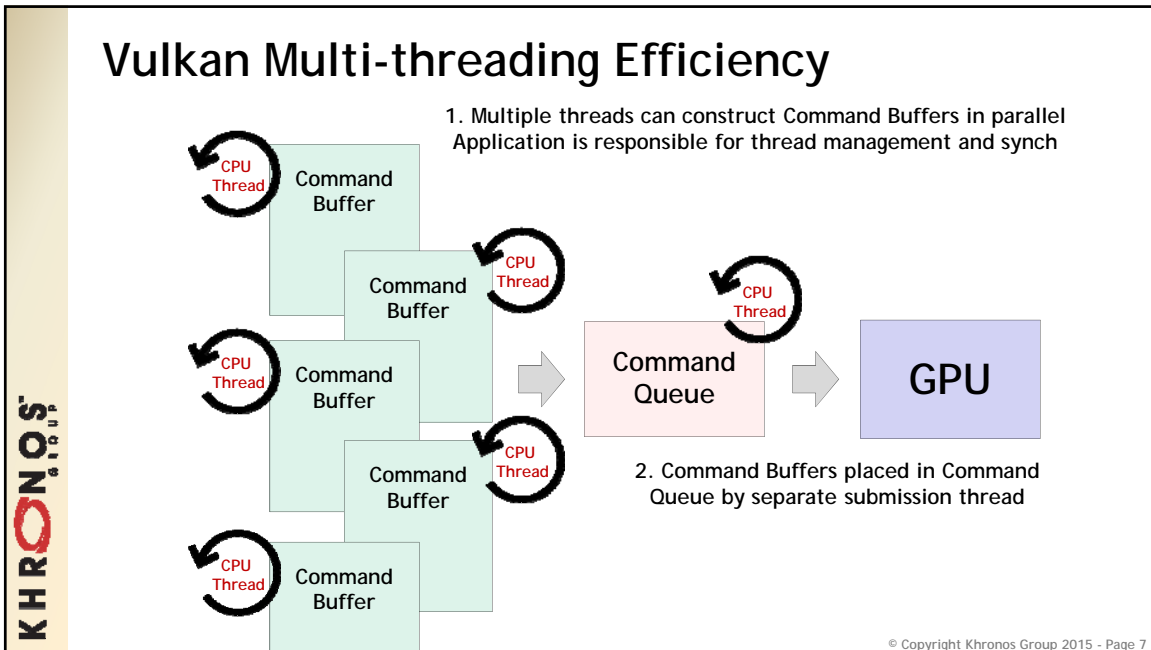 Vulkan Multi-threading Efficiency
1. Multiple threads can construct Command Buffers in parallel
Application is responsible for thread management and synch
CPU
Thread
Command
Buffer
Command
Buffer
CPU
Thread
CPU
Thread
Command
Buffer
Command
Buffer
CPU
Thread
CPU
Thread
Command
Buffer
CPU
Thread
Command
Queue
GPU
2. Command Buffers placed in Command
Queue by separate submission thread
KHRONOS™
GROUP
© Copyright Khronos Group 2015 - Page 7